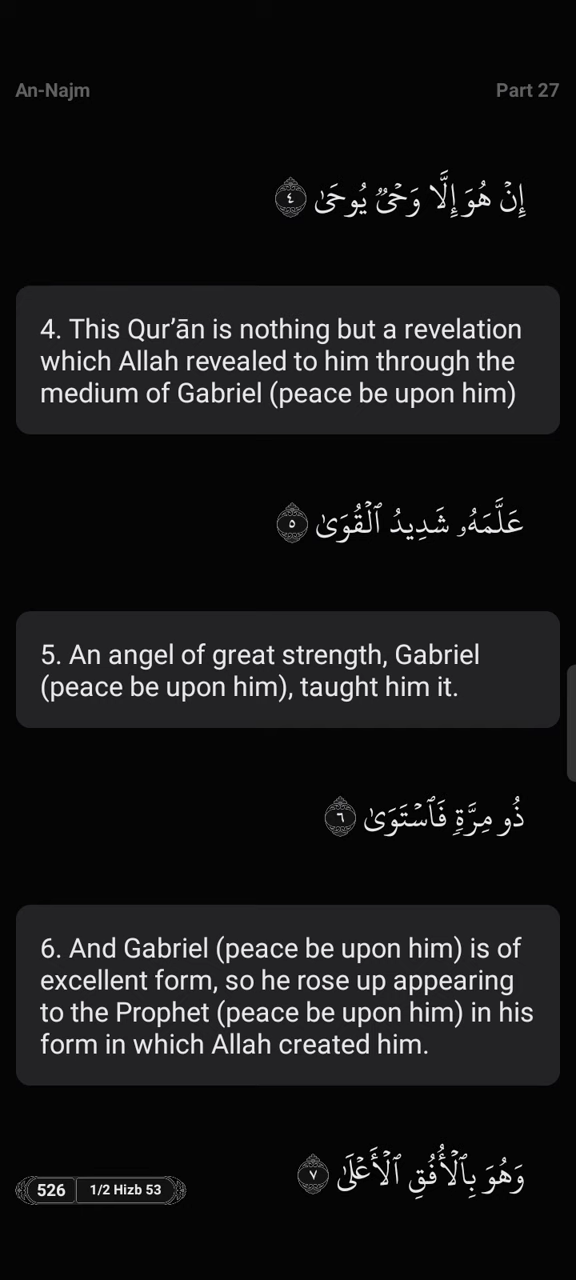 An-Najm Part 27
إِنۡ هُوَ إِلَّا وَحۡيٞ يُوحَىٰ ٤
4. This Qur’ān is nothing but a revelation
which Allah revealed to him through the
medium of Gabriel (peace be upon him)
عَلَّمَهُۥ شَدِيدُ ٱلۡقُوَىٰ ٥
5. An angel of great strength, Gabriel
(peace be upon him), taught him it.
ذُو مِرَّةٖ فَٱسۡتَوَىٰ ٦
6. And Gabriel (peace be upon him) is of
excellent form, so he rose up appearing
to the Prophet (peace be upon him) in his
form in which Allah created him.
وَهُوَ بِٱلۡأُفُقِ ٱلۡأَعۡلَىٰ ٧
526 1/2 Hizb 53